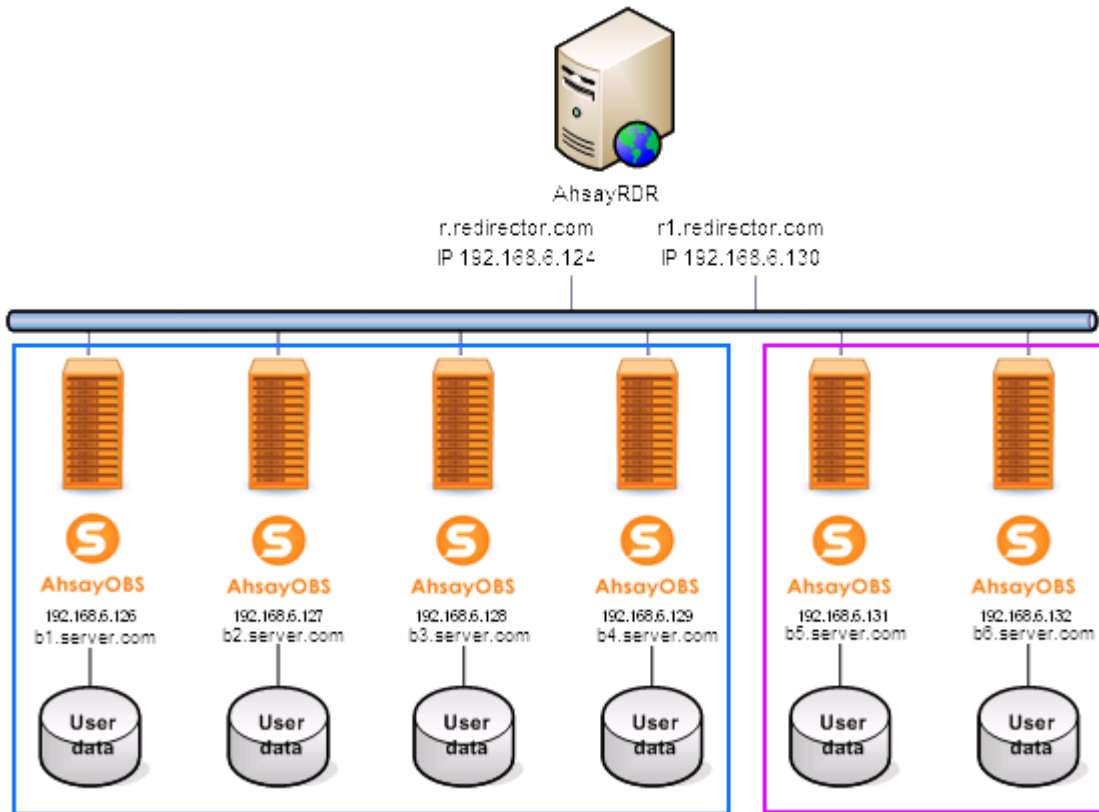 AhsayRDR
r.redirector.com r1.redirector.com
IP 192.168.6.124 IP 192.168.6.130
S S S S S S
AhsayOBS AhsayOBS AhsayOBS AhsayOBS AhsayOBS AhsayOBS
192.168.6.126 192.168.6.127 192.168.6.128 192.168.6.129 192.168.6.131 192.168.6.132
b1.server.com b2.server.com b3.server.com b4.server.com b5.server.com b6.server.com
User User User User User User
data data data data data data